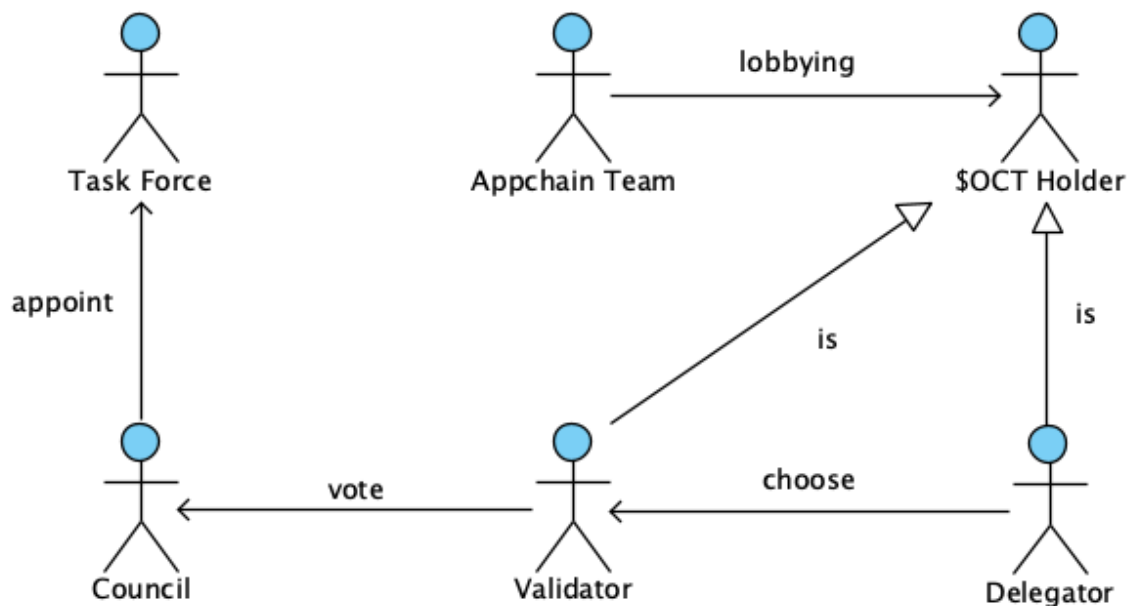 lobbying
Task Force
Appchain Team
$OCT Holder
appoint
is
is
vote
choose
Council
Validator
Delegator